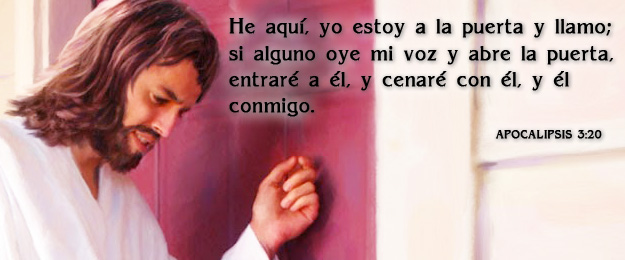 He aquí, yo estoy a la puerta y llamo;
si alguno oye mi voz y abre la puerta,
entraré a él, y cenaré con él, y él
conmigo.
APOCALIPSIS 3:20